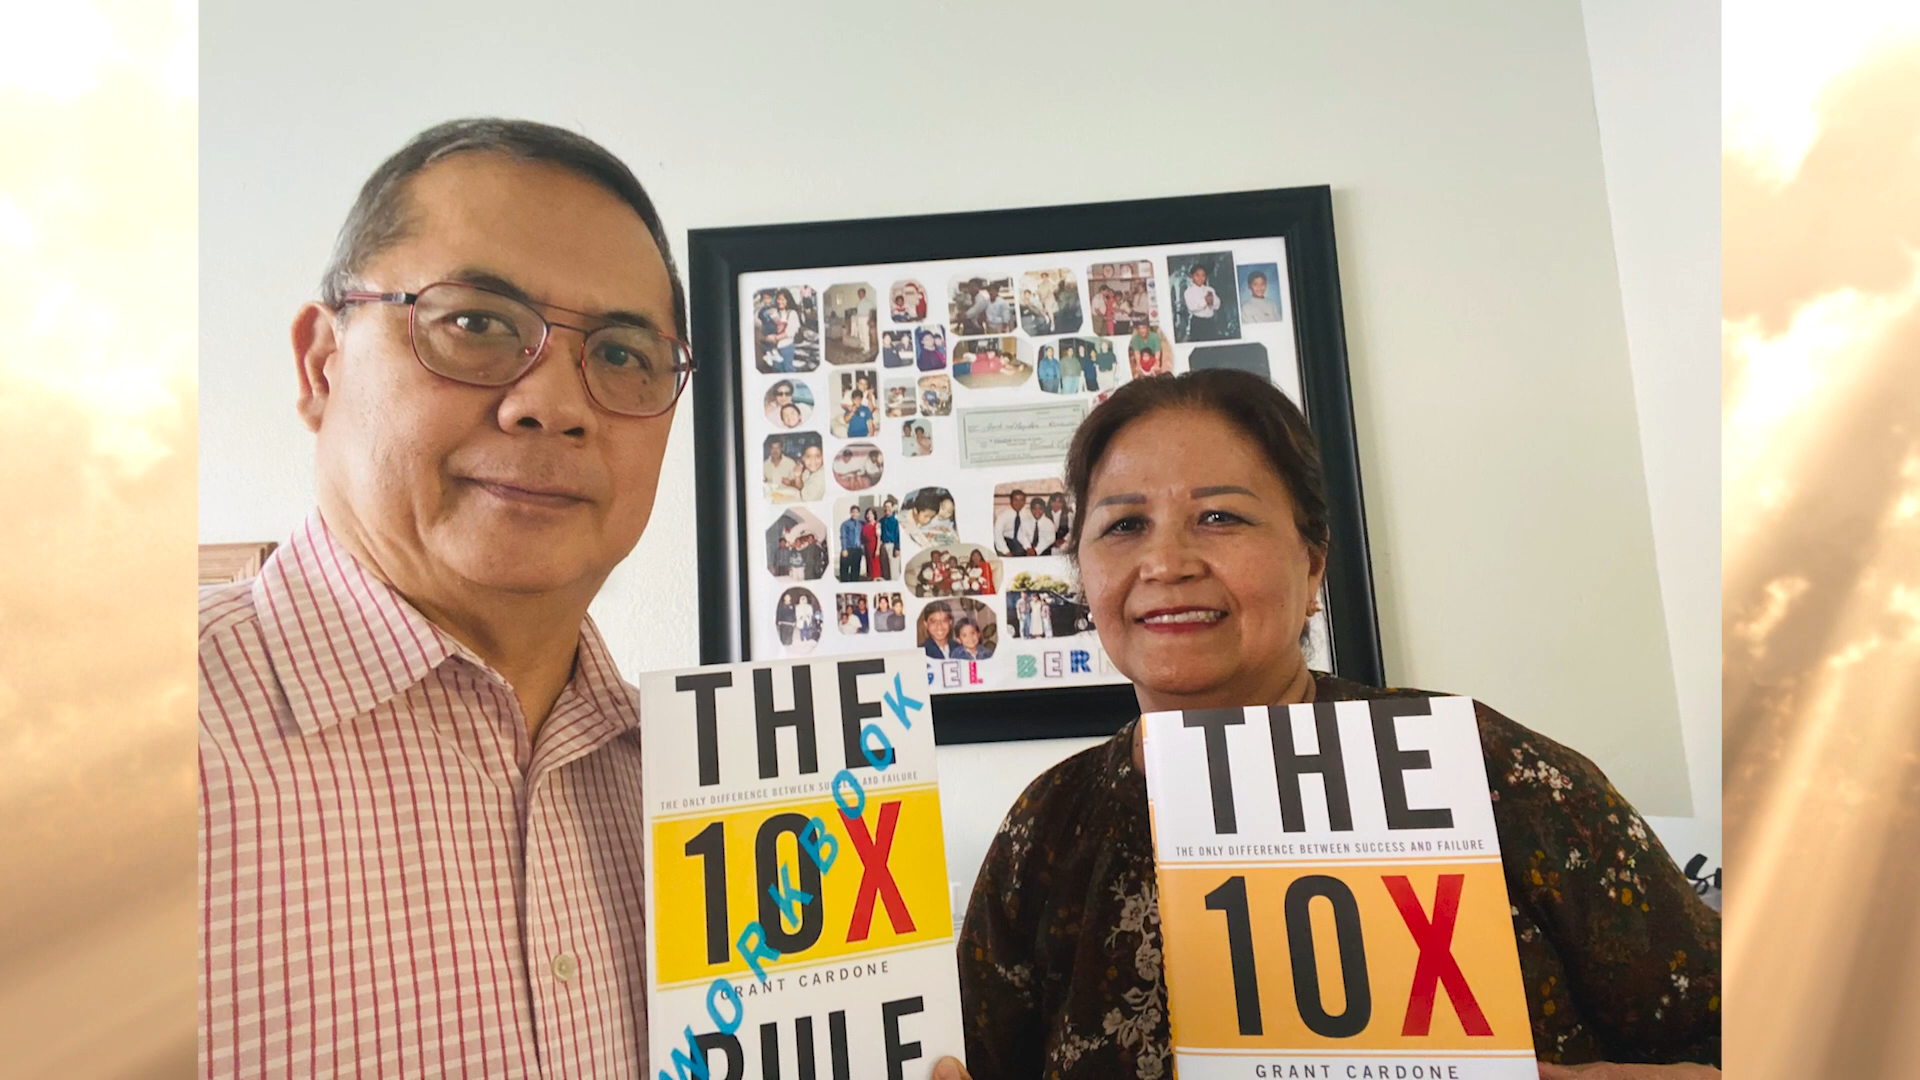 THE
THE ONLY DIFFERENCE BETWEEN SUCCESS AND FAILURE
10X
GRANT CARDONE
RULE
WORKBOOK
THE
THE ONLY DIFFERENCE BETWEEN SUCCESS AND FAILURE
10X
GRANT CARDONE